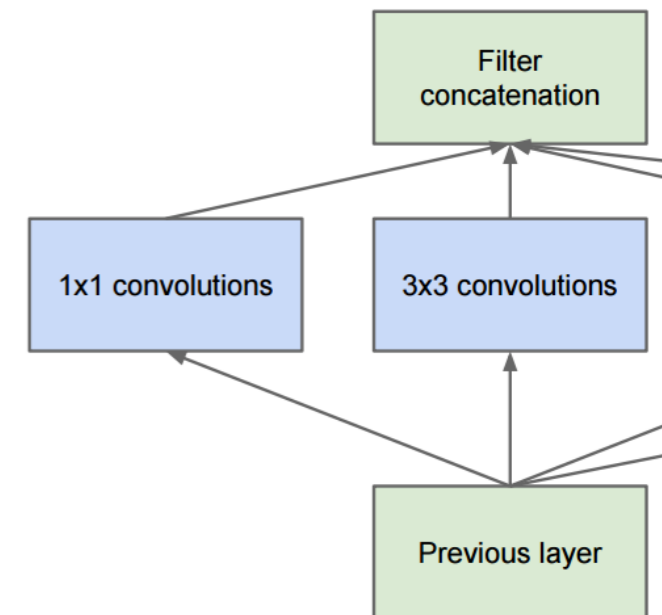 Filter
concatenation
1x1 convolutions
3x3 convolutions
Previous layer